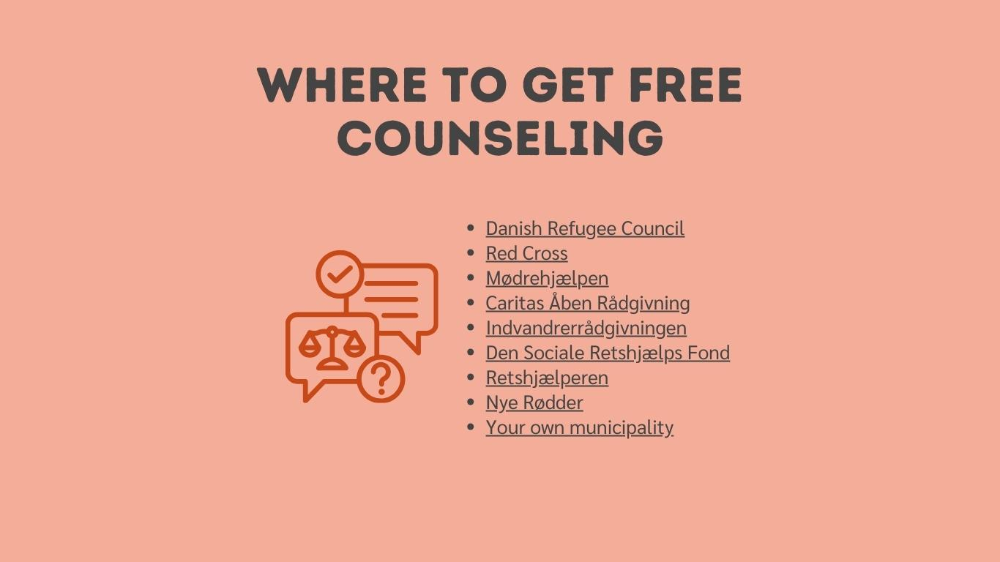 WHERE TO GET FREE
COUNSELING
• Danish Refugee Council
• Red Cross
• Mødrehjælpen
• Caritas Åben Rådgivning
• Indvandrerrådgivningen
• Den Sociale Retshjælps Fond
• Retshjælperen
• Nye Rødder
• Your own municipality
?